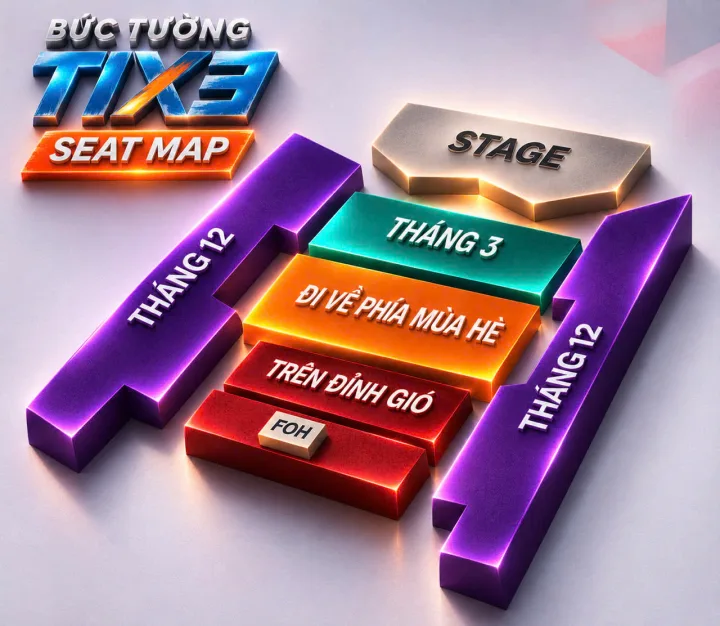 BỨC TƯỜNG
TIXE
SEAT MAP
STAGE
THÁNG 3
THÁNG 12
ĐI VỀ PHÍA MÙA HÈ
TRÊN ĐỈNH GIÓ
THÁNG 12
FOH